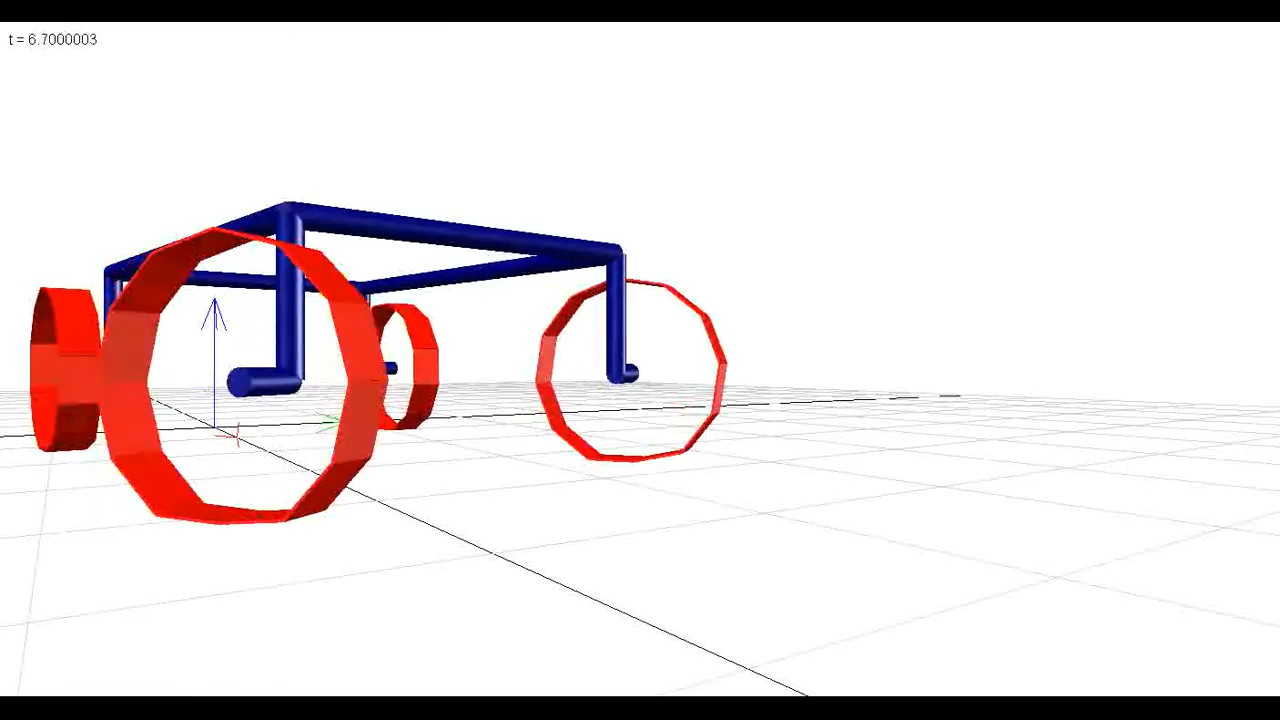 t = 6.7000003